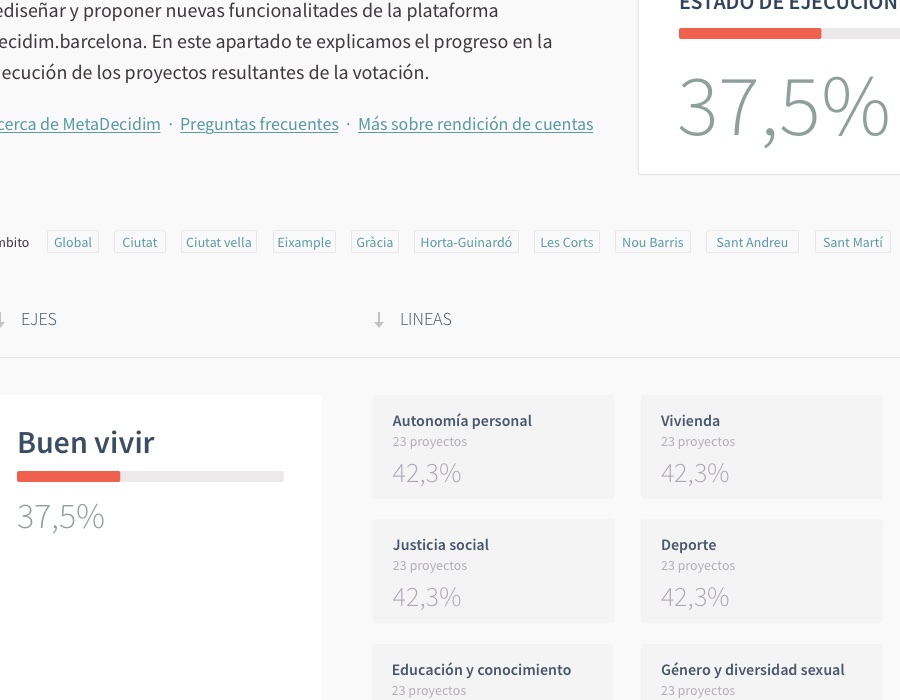 ediseñar y proponer nuevas funcionalitades de la plataforma
ecidim.barcelona. En este apartado te explicamos el progreso en la
ecución de los proyectos resultantes de la votación.
cerca de MetaDecidim · Preguntas frecuentes · Más sobre rendición de cuentas
ESTADO DE EJECUCIÓN
37,5%
mbito Global Ciutat Ciutat vella Eixample Gràcia Horta-Guinardó Les Corts Nou Barris Sant Andreu Sant Martí
EJES
LINEAS
Buen vivir
37,5%
Autonomía personal
23 proyectos
42,3%
Vivienda
23 proyectos
42,3%
Justicia social
23 proyectos
42,3%
Deporte
23 proyectos
42,3%
Educación y conocimiento
23 proyectos
Género y diversidad sexual
23 proyectos